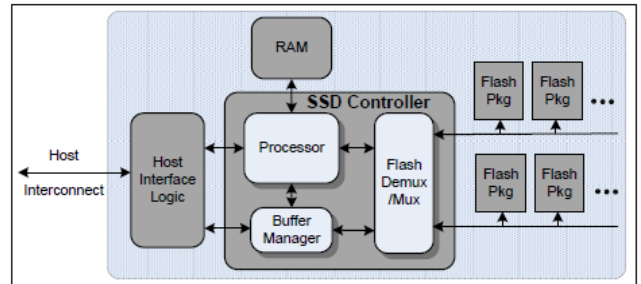 RAM
SSD Controller
Host
Interconnect
Host
Interface
Logic
Processor
Buffer
Manager
Flash
Demux
/Mux
Flash
Pkg
Flash
Pkg
•••
Flash
Pkg
Flash
Pkg
•••